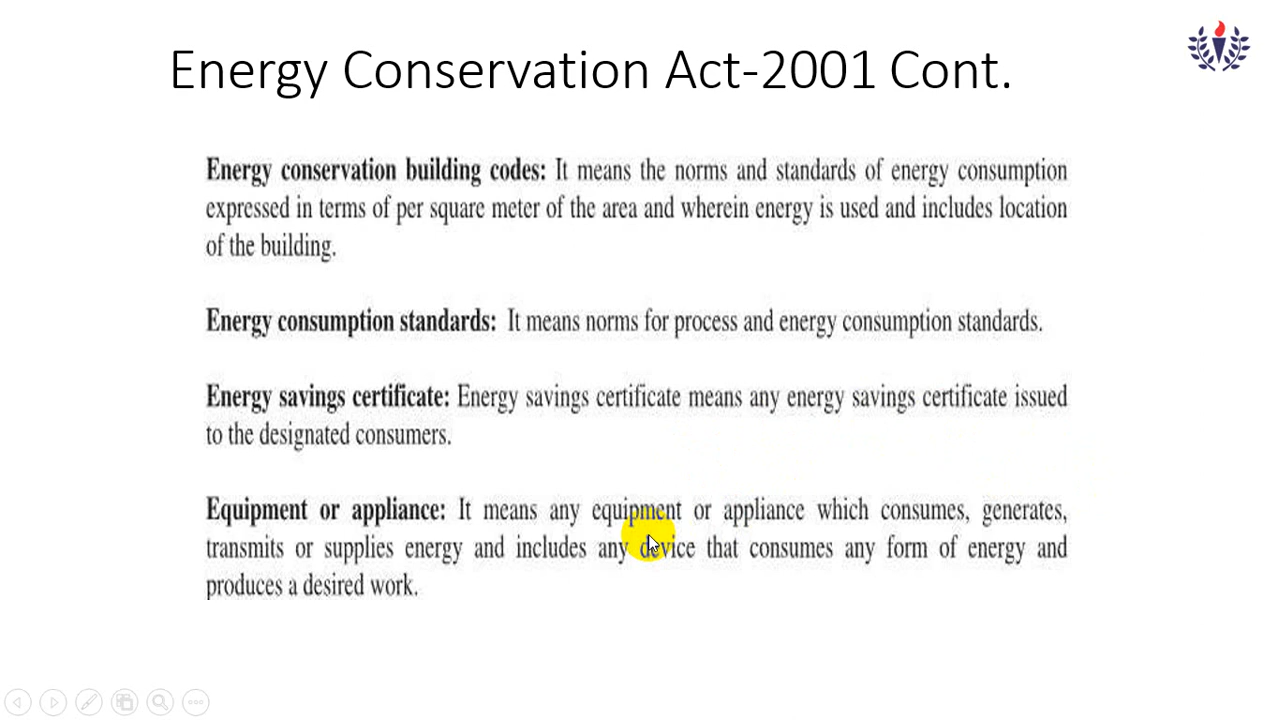 Energy Conservation Act-2001 Cont.
Energy conservation building codes: It means the norms and standards of energy consumption
expressed in terms of per square meter of the area and wherein energy is used and includes location
of the building.
Energy consumption standards: It means norms for process and energy consumption standards.
Energy savings certificate: Energy savings certificate means any energy savings certificate issued
to the designated consumers.
Equipment or appliance: It means any equipment or appliance which consumes, generates,
transmits or supplies energy and includes any device that consumes any form of energy and
produces a desired work.